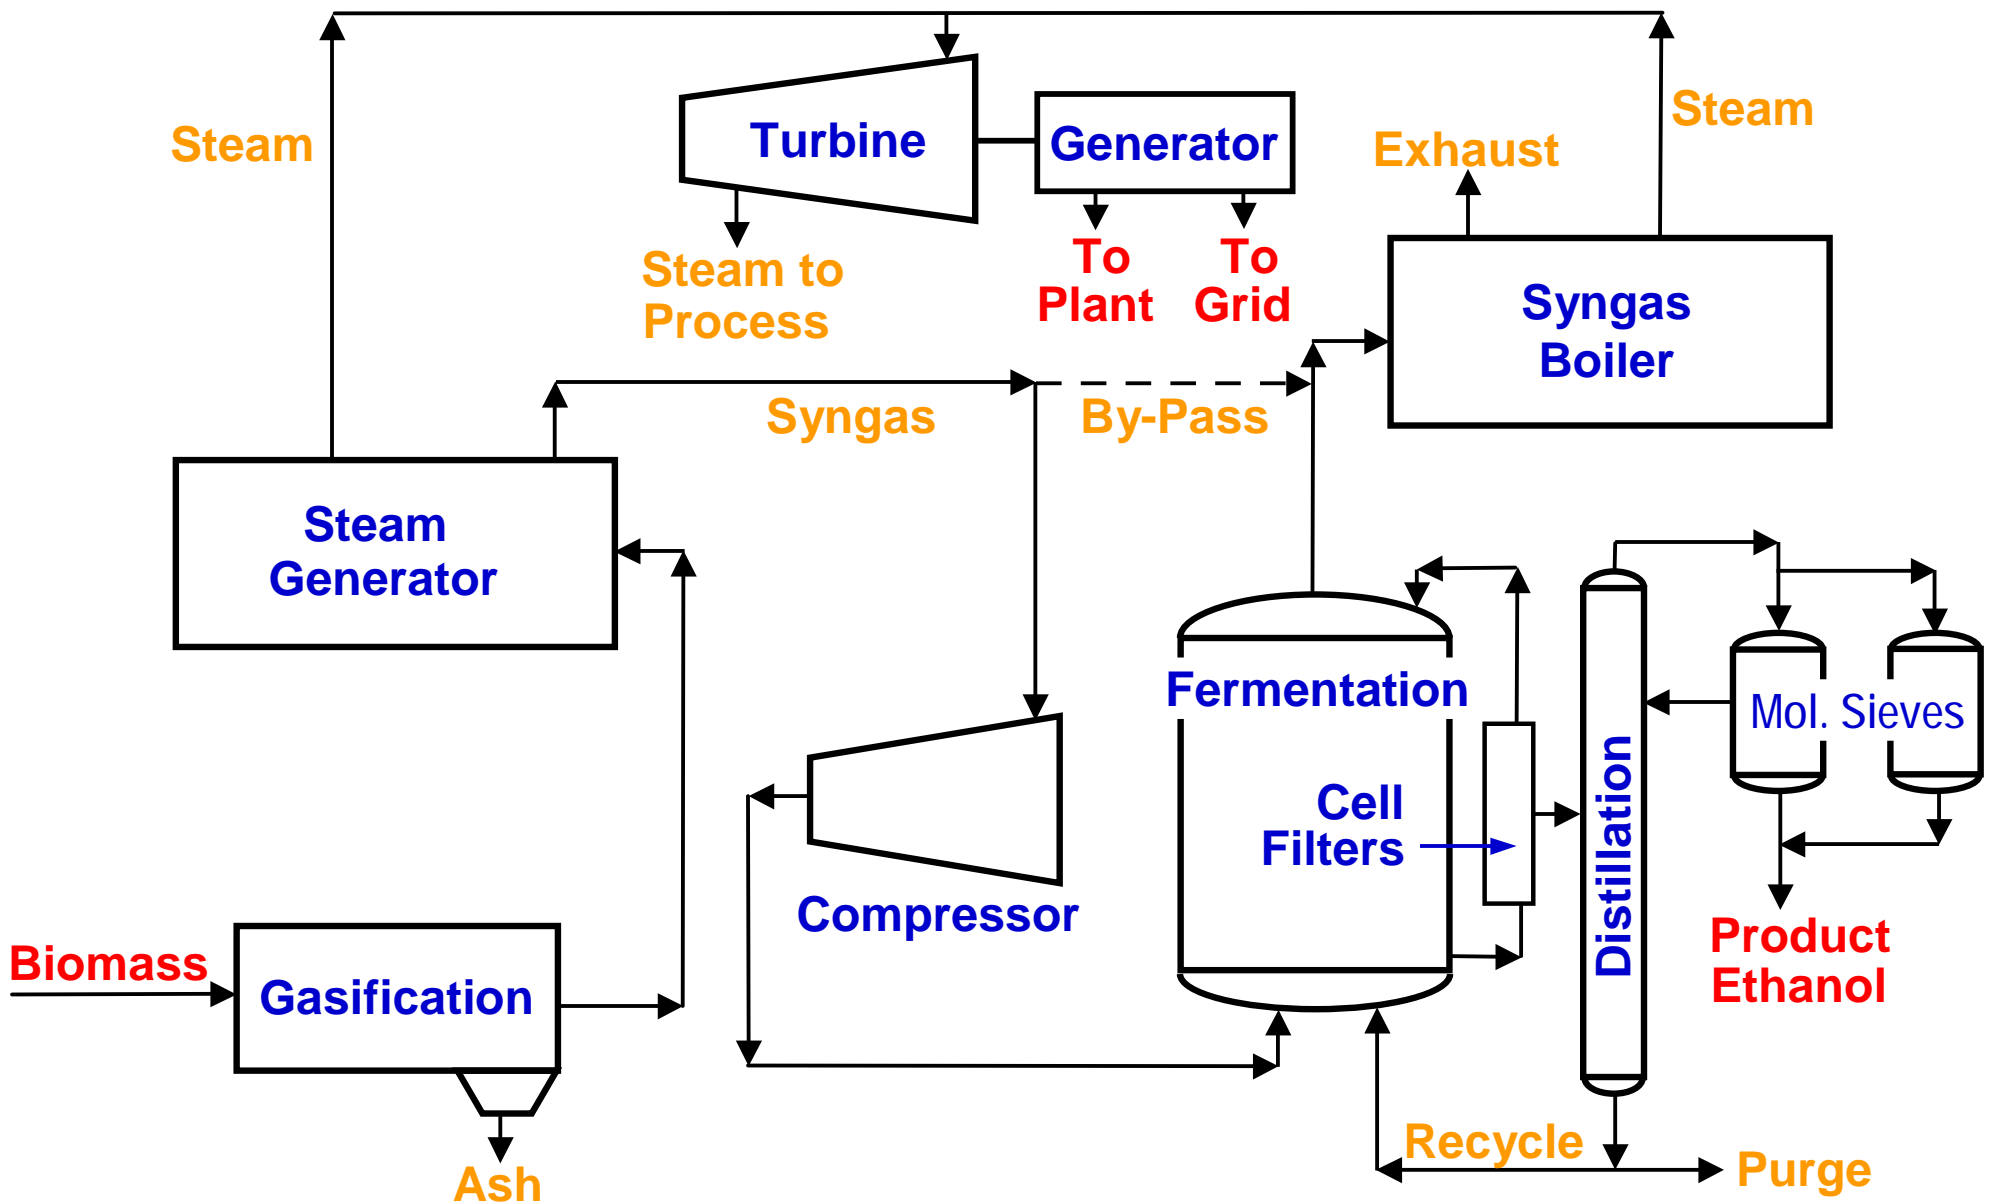 Steam
Turbine
Generator
Exhaust
Steam
Steam to
Process
To
Plant
To
Grid
Syngas
Boiler
Syngas
By-Pass
Steam
Generator
Fermentation
Mol. Sieves
Cell
Filters
Distillation
Compressor
Biomass
Gasification
Product
Ethanol
Ash
Recycle
Purge